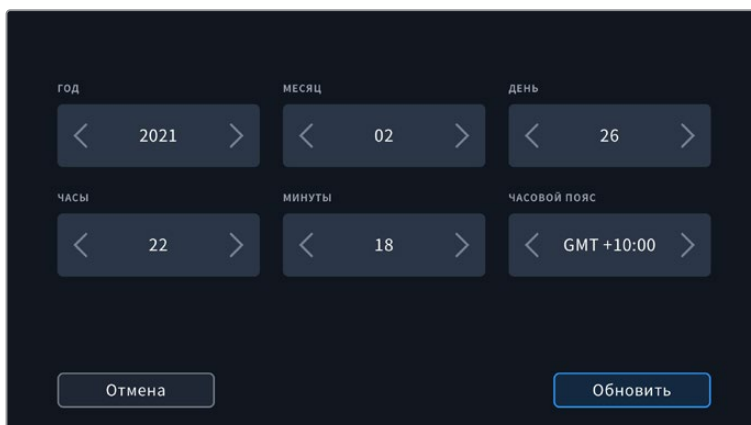 ГОД МЕСЯЦ ДЕНЬ
2021 02 26
ЧАСЫ МИНУТЫ ЧАСОВОЙ ПОЯС
22 18 GMT +10:00
Отмена Обновить